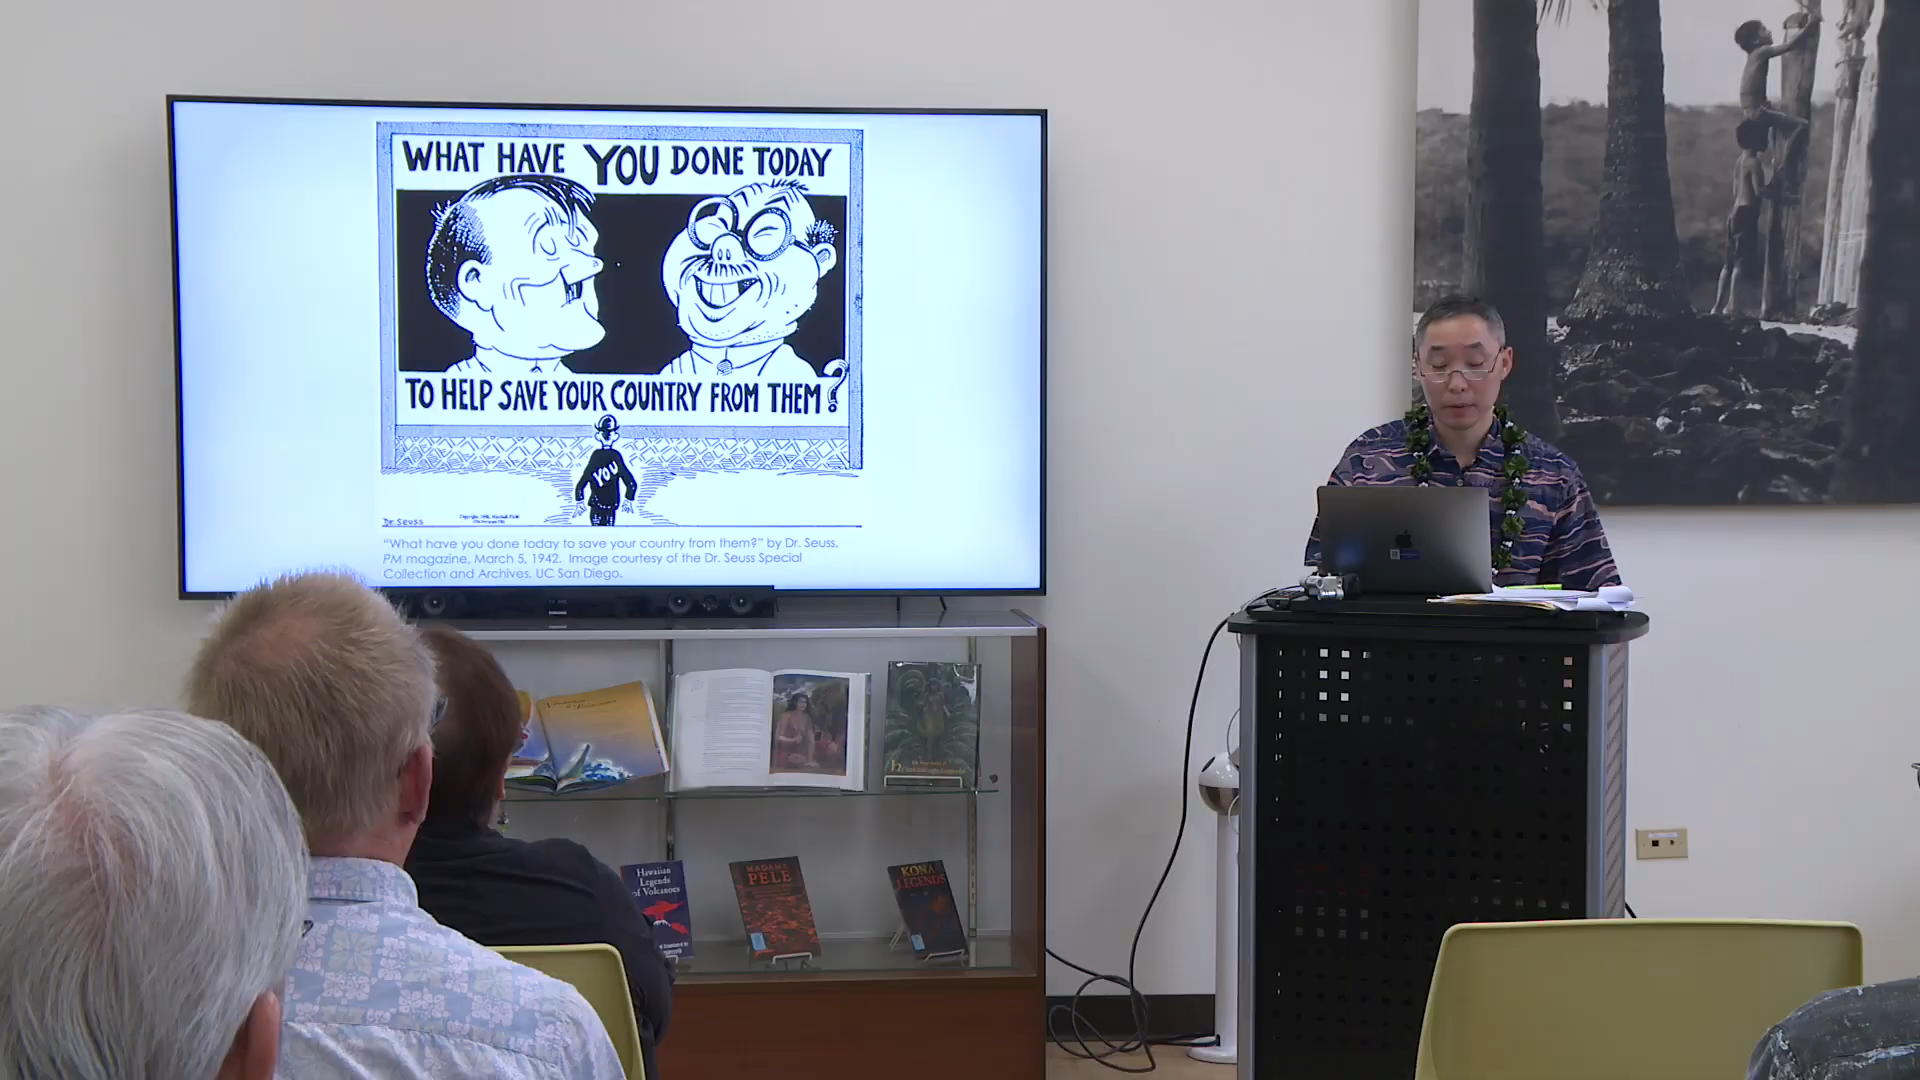 WHAT HAVE YOU DONE TODAY
TO HELP SAVE YOUR COUNTRY FROM THEM?
YOU
Dr. Seuss
"What have you done today to save your country from them?" by Dr. Seuss,
PM magazine, March 5, 1942.  Image courtesy of the Dr. Seuss Special
Collection and Archives, UC San Diego.
Hawaiian
Legends
of Volcanoes
MADAME
PELE
KONA
LEGENDS